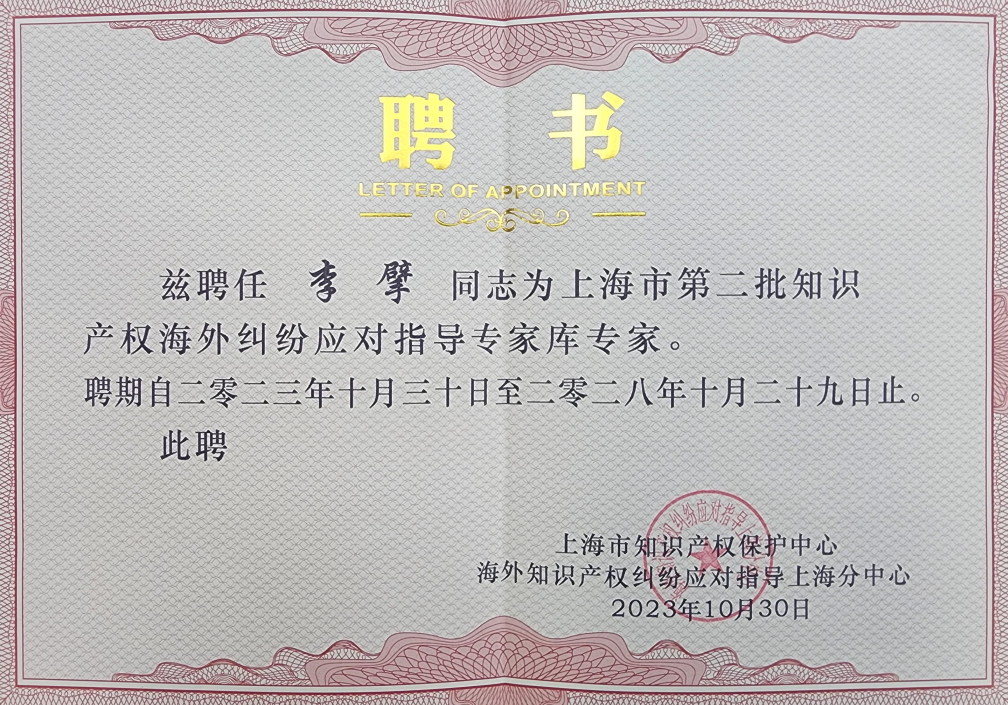 聘 书
LETTER OF APPOINTMENT
兹聘任 李 擘 同志为上海市第二批知识
产权海外纠纷应对指导专家库专家。
聘期自二零二三年十月三十日至二零二八年十月二十九日止。
此聘
上海市知识产权保护中心
海外知识产权纠纷应对指导上海分中心
2023年10月30日